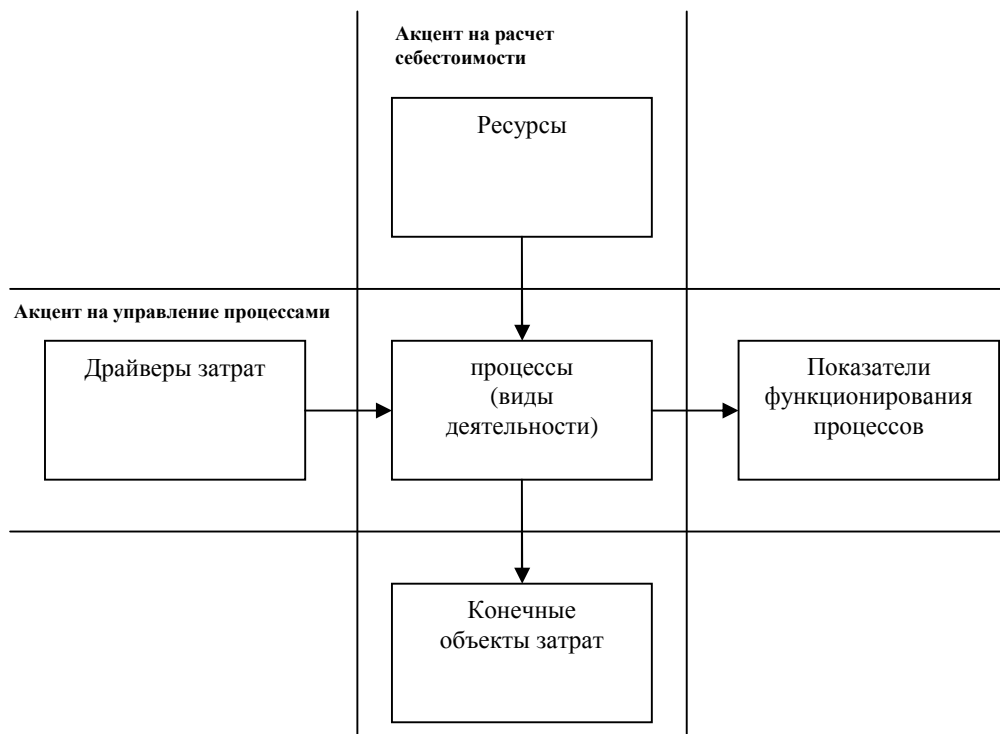 Акцент на расчет
себестоимости
Ресурсы
Акцент на управление процессами
Драйверы затрат
процессы
(виды
деятельности)
Показатели
функционирования
процессов
Конечные
объекты затрат